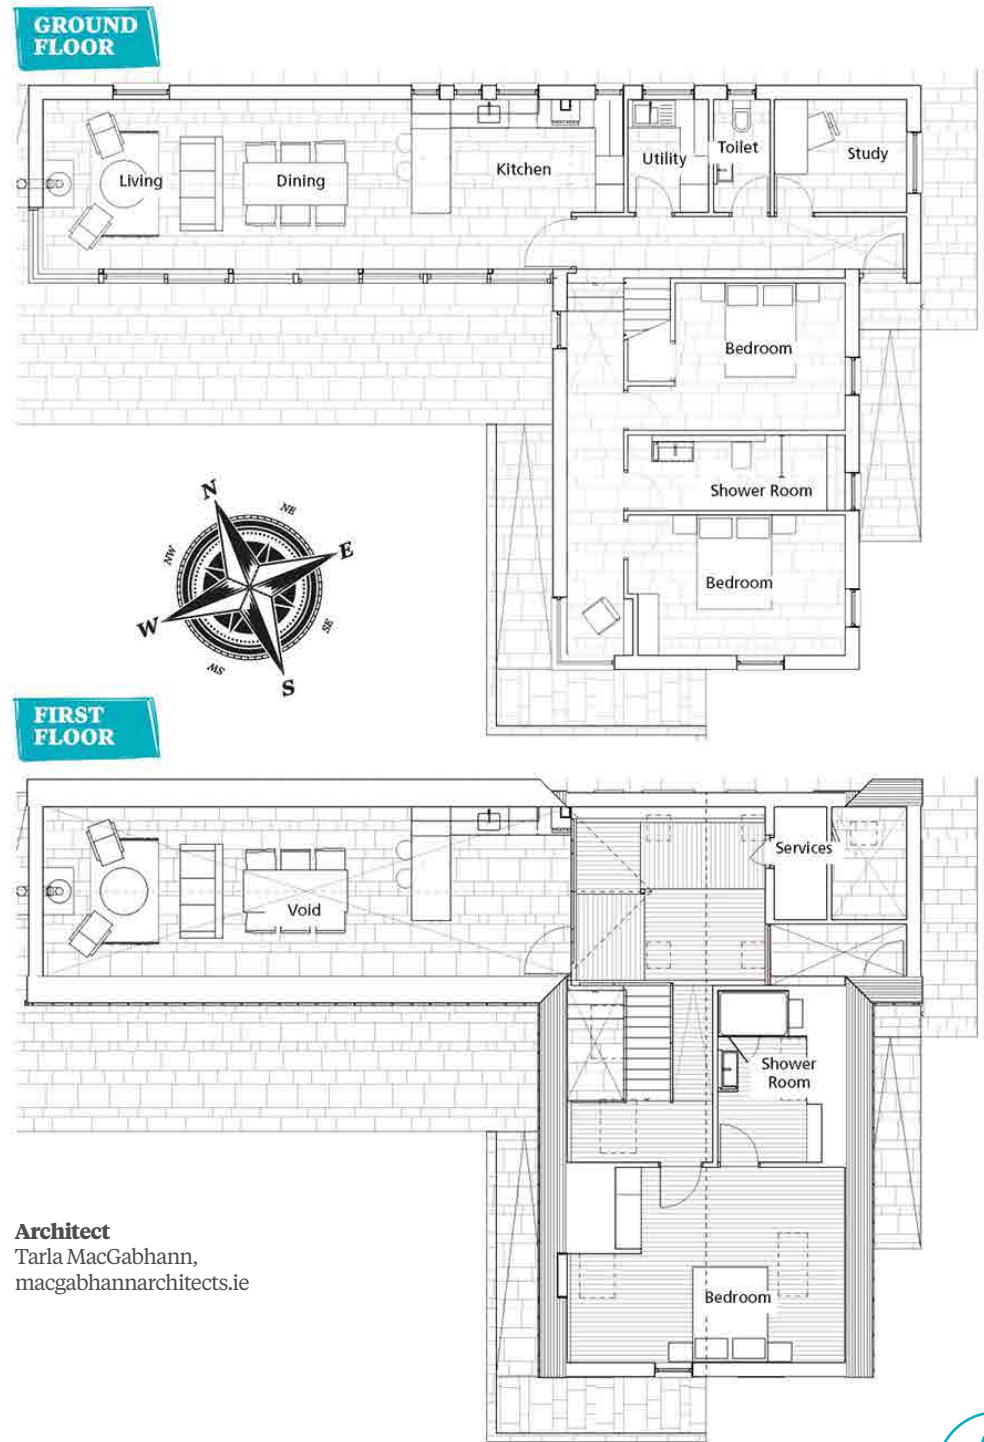 GROUND
FLOOR
Living
Dining
Kitchen
Utility
Toilet
Study
Bedroom
Shower Room
Bedroom
N
NE
E
SE
S
SW
W
NW
FIRST
FLOOR
Void
Services
Shower
Room
Bedroom
Architect
Tarla MacGabhann,
macgabhannarchitects.ie